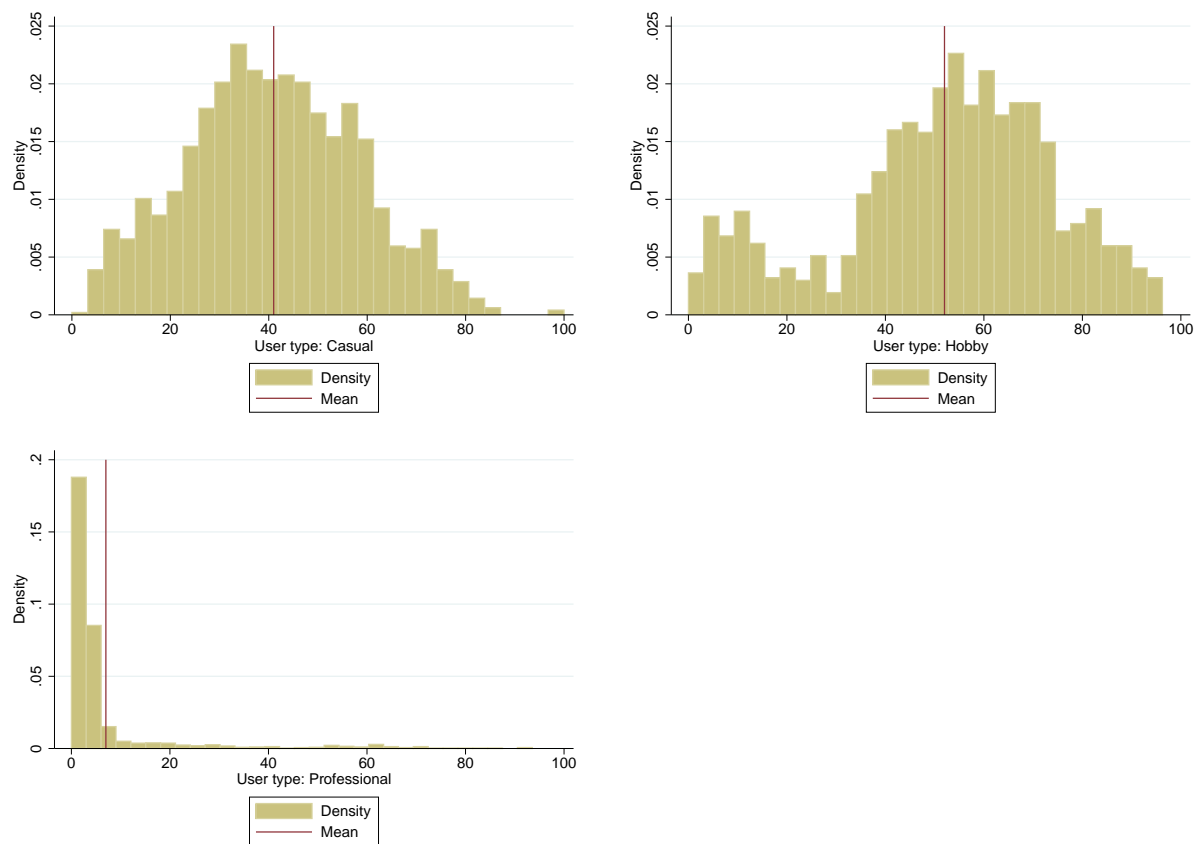 Density
.025
.02
.015
.01
.005
0
0 20 40 60 80 100
User type: Casual
Density
Mean
Density
.025
.02
.015
.01
.005
0
0 20 40 60 80 100
User type: Hobby
Density
Mean
Density
.2
.15
.1
.05
0
0 20 40 60 80 100
User type: Professional
Density
Mean